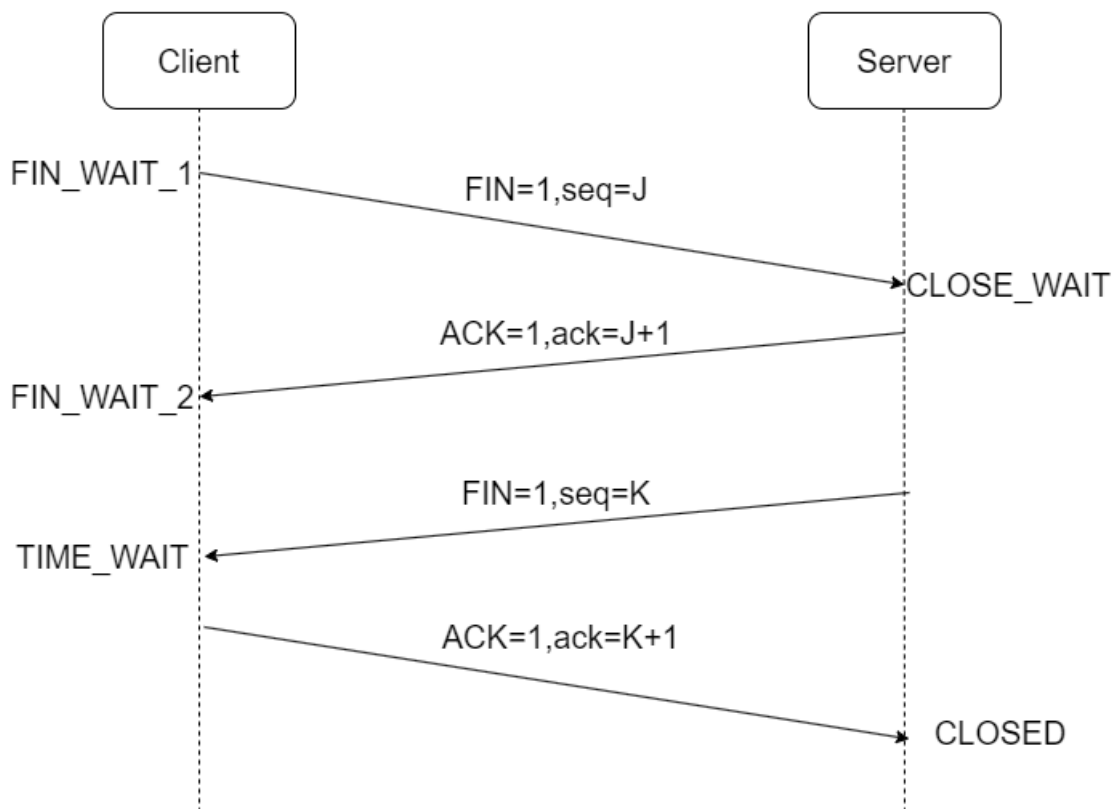 Client
Server
FIN_WAIT_1
FIN=1,seq=J
CLOSE_WAIT
ACK=1,ack=J+1
FIN_WAIT_2
FIN=1,seq=K
TIME_WAIT
ACK=1,ack=K+1
CLOSED